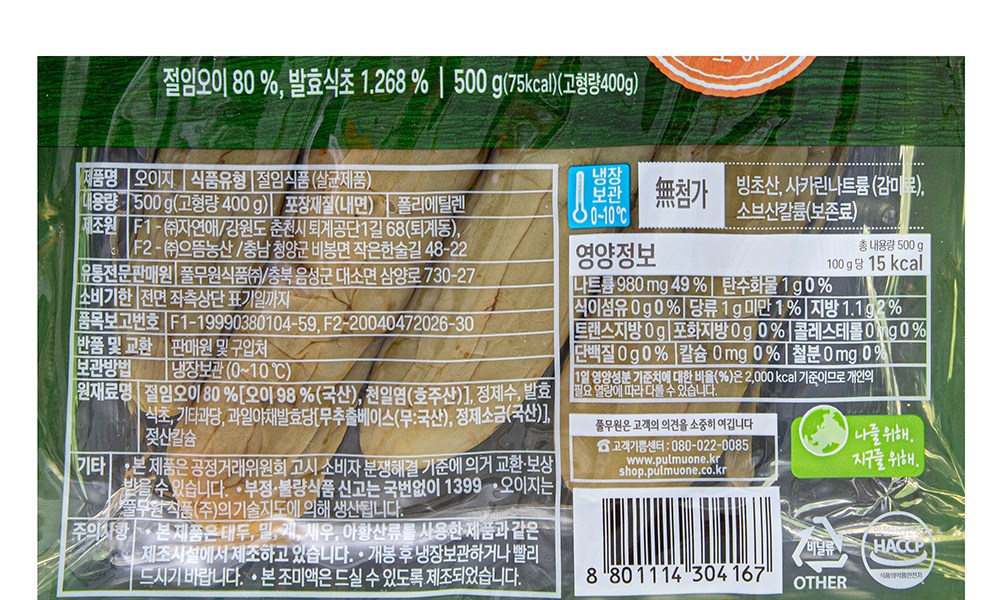 절임오이 80 %, 발효식초 1.268 % | 500 g(75kcal)(고형량400g)
제품명 오이지 식품유형 절임식품(살균제품)
내용량 500 g(고형량 400 g) 포장재질(내면) 폴리에틸렌
제조원 F1 - ㈜자연애/강원도 춘천시 퇴계공단1길 68(퇴계동),
F2 - ㈜으뜸농산 /충남 청양군 비봉면 작은한술길 48-22
유통전문판매원 풀무원식품㈜/충북 음성군 대소면 삼양로 730-27
소비기한 전면 좌측상단 표기일까지
품목보고번호 F1-19990380104-59, F2-20040472026-30
반품 및 교환 판매원 및 구입처
보관방법 냉장보관(0~10 ℃)
원재료명 절임오이 80 %[오이 98 %(국산), 천일염(호주산)], 정제수, 발효
식초, 기타과당, 과일야채발효당[무추출베이스(무:국산), 정제소금(국산)],
젖산칼슘
기타 • 본 제품은 공정거래위원회 고시 소비자 분쟁해결 기준에 의거 교환·보상
받을 수 있습니다. • 부정·불량식품 신고는 국번없이 1399 • 오이지는
풀무원 식품(주)의 기술지도에 의해 생산됩니다.
주의사항 • 본 제품은 대두, 밀, 게, 새우, 아황산류를 사용한 제품과 같은
제조시설에서 제조하고 있습니다. • 개봉 후 냉장보관하거나 빨리
드시기 바랍니다. • 본 조미액은 드실 수 있도록 제조되었습니다.
냉장
보관
0~10℃
無첨가
빙초산, 사카린나트륨(감미료),
소브산칼륨(보존료)
영양정보
총 내용량 500 g
100 g 당 15 kcal
나트륨 980 mg 49 % 탄수화물 1 g 0 %
식이섬유 0 g 0 % 당류 1 g 미만 1 % 지방 1.1 g 2 %
트랜스지방 0 g 포화지방 0 g 0 % 콜레스테롤 0 mg 0 %
단백질 0 g 0 % 칼슘 0 mg 0 % 철분 0 mg 0 %
1일 영양성분 기준치에 대한 비율(%)은 2,000 kcal 기준이므로 개인의
필요 열량에 따라 다를 수 있습니다.
풀무원은 고객의 의견을 소중히 여깁니다
☎ 고객기쁨센터 : 080-022-0085
www.pulmuone.kr
shop.pulmuone.co.kr
나를 위해.
지구를 위해.
8 801114 304167
비닐류
OTHER
HACCP
식품의약품안전처